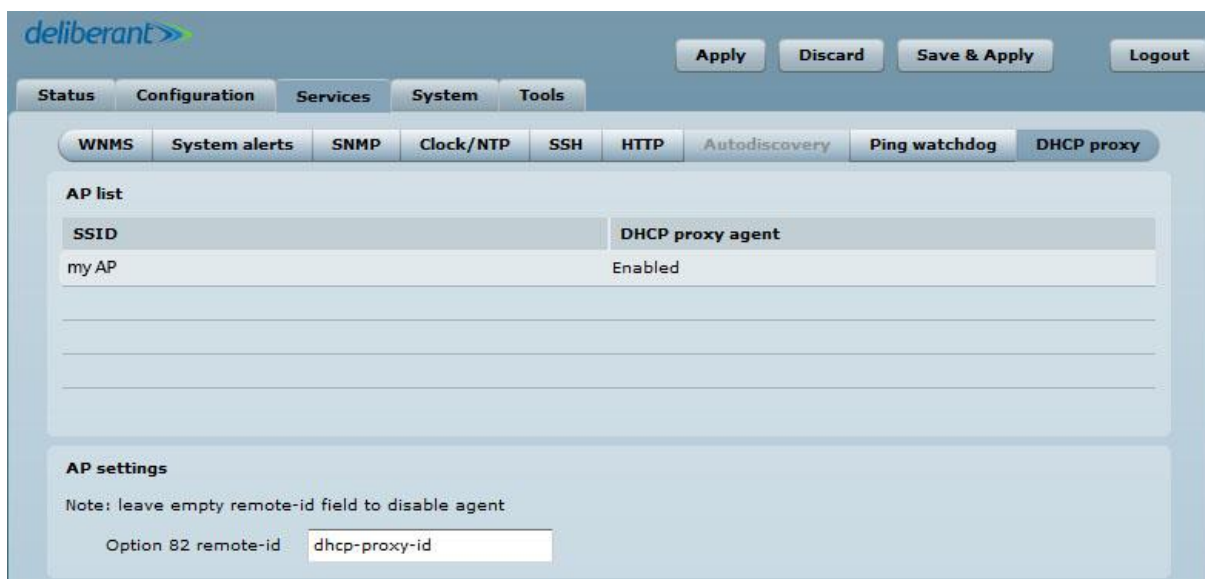 deliberant
Apply Discard Save & Apply Logout
Status Configuration Services System Tools
WNMS System alerts SNMP Clock/NTP SSH HTTP Autodiscovery Ping watchdog DHCP proxy
AP list
SSID DHCP proxy agent
my AP Enabled
AP settings
Note: leave empty remote-id field to disable agent
Option 82 remote-id dhcp-proxy-id